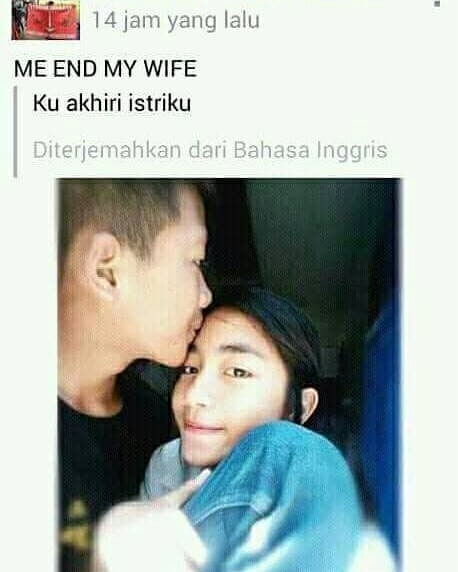 14 jam yang lalu
ME END MY WIFE
Ku akhiri istriku
Diterjemahkan dari Bahasa Inggris